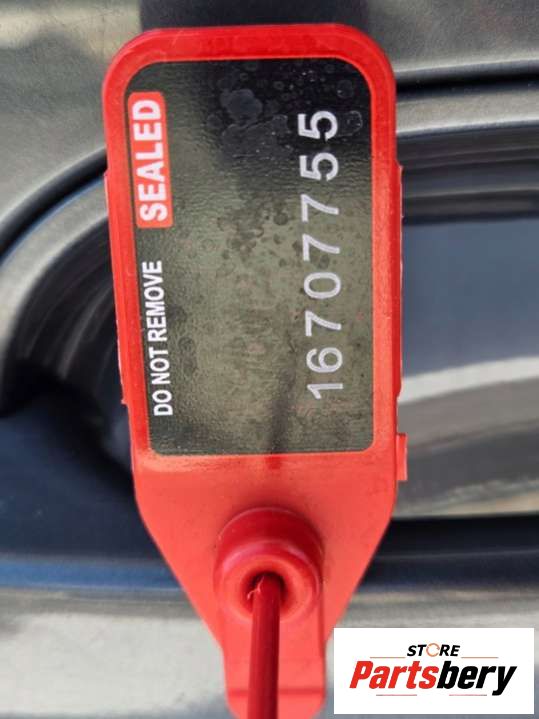 DO NOT REMOVE SEALED
16707755
STORE
Partsbery